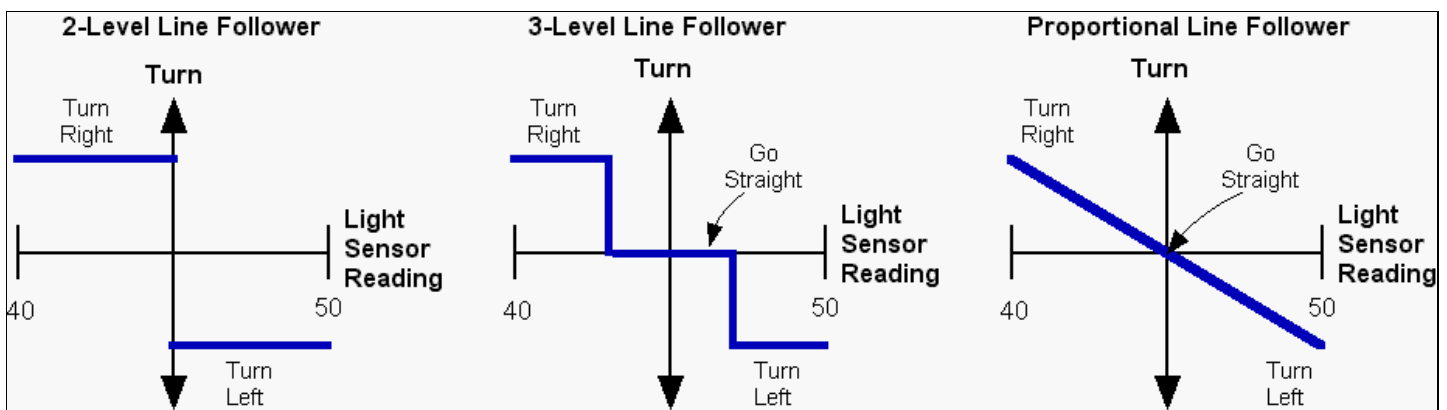 2-Level Line Follower
Turn
Turn
Right
Light
Sensor
Reading
40
50
Turn
Left
3-Level Line Follower
Turn
Turn
Right
Go
Straight
Light
Sensor
Reading
40
50
Turn
Left
Proportional Line Follower
Turn
Turn
Right
Go
Straight
Light
Sensor
Reading
40
50
Turn
Left